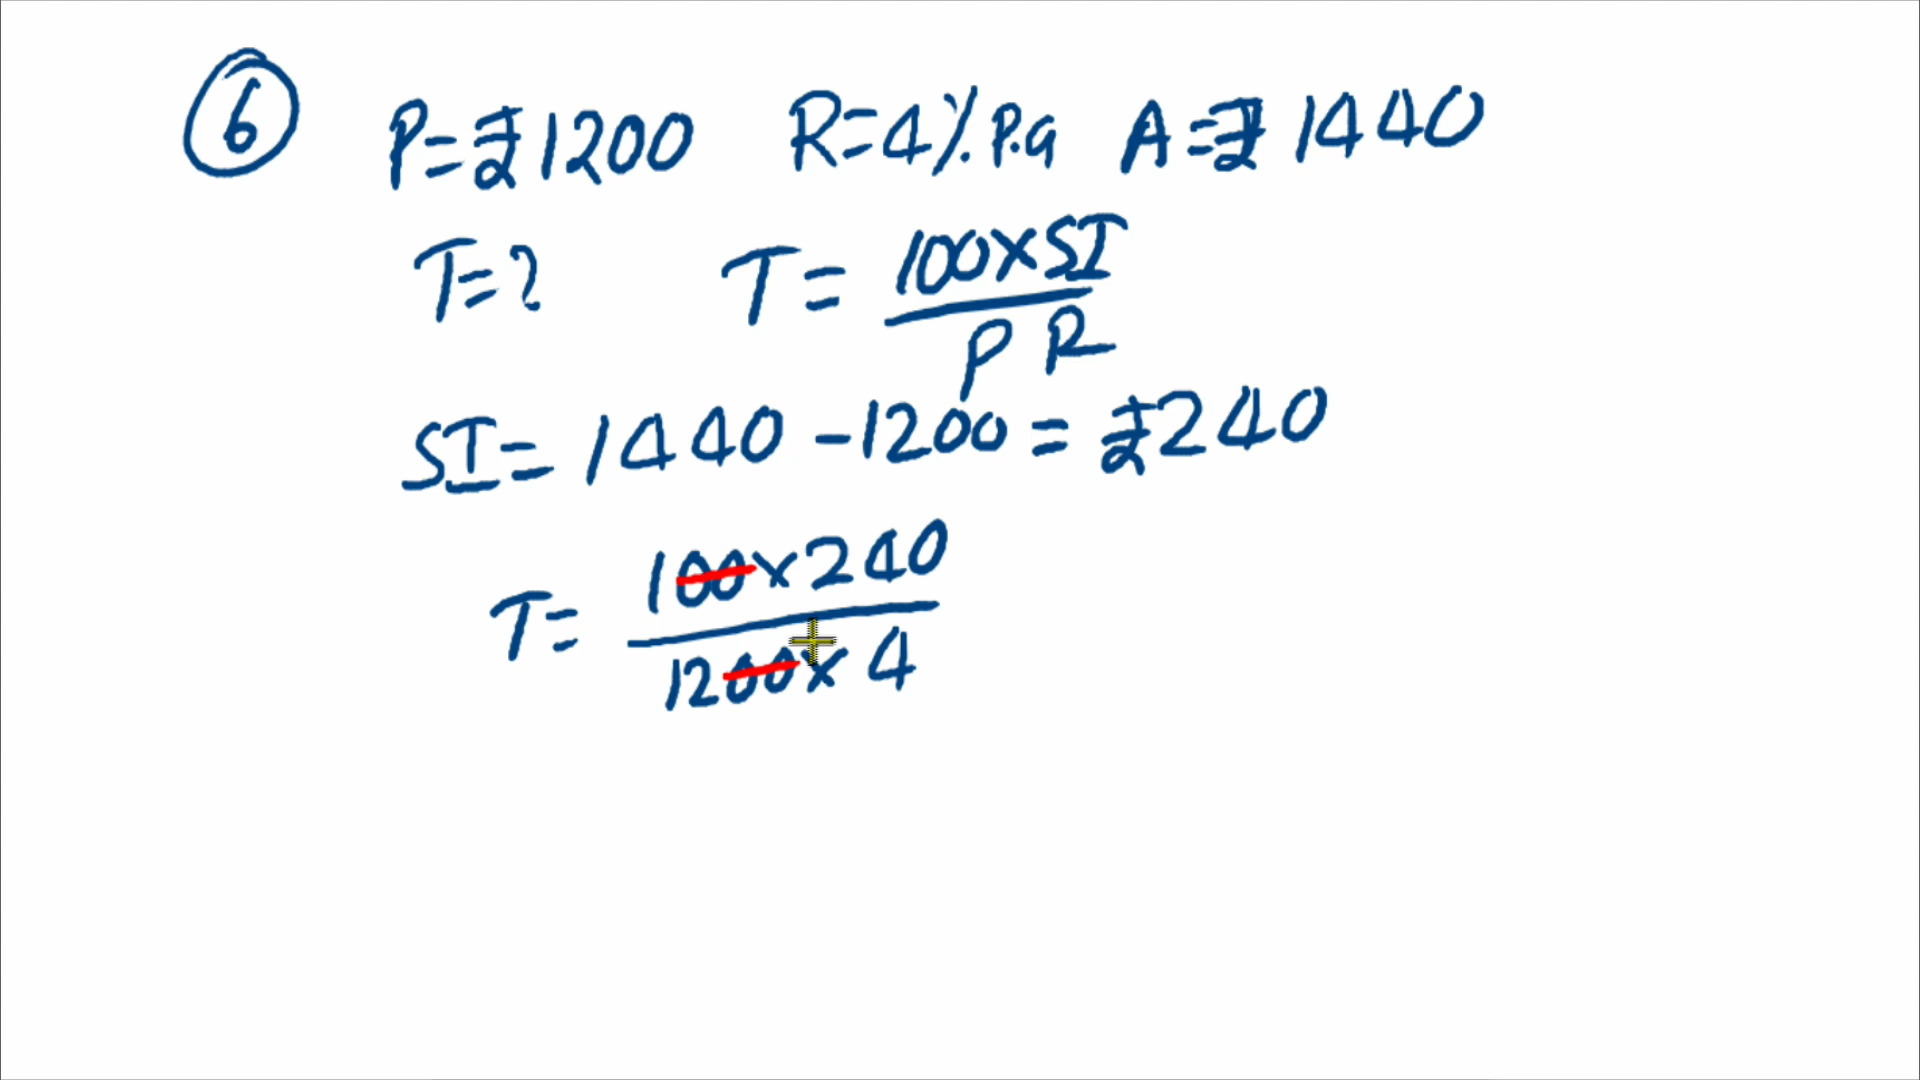 6 P=₹1200 R=4%P.a A=₹1440
T=? T=100×SI/PR
SI=1440-1200=₹240
T=100×240/1200×4